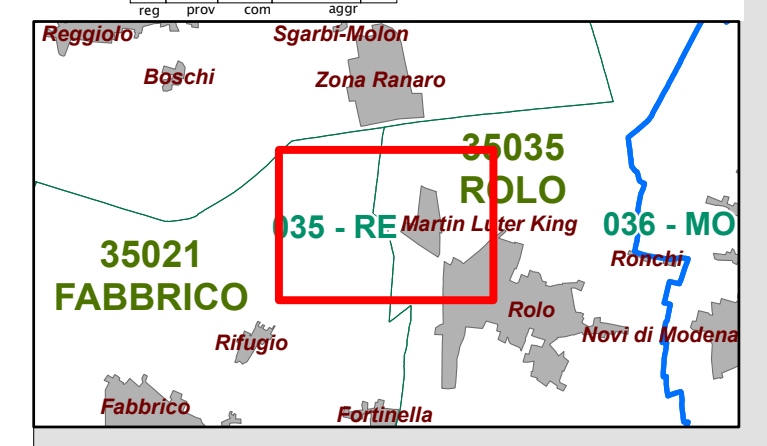 reg prov com aggr
Reggiolo
Sgarbi-Molon
Boschi
Zona Ranaro
35035
ROLO
035 - RE
Martin Luter King
036 - MO
35021
FABBRICO
Ronchi
Rolo
Rifugio
Novi di Modena
Fabbrico
Fortinella